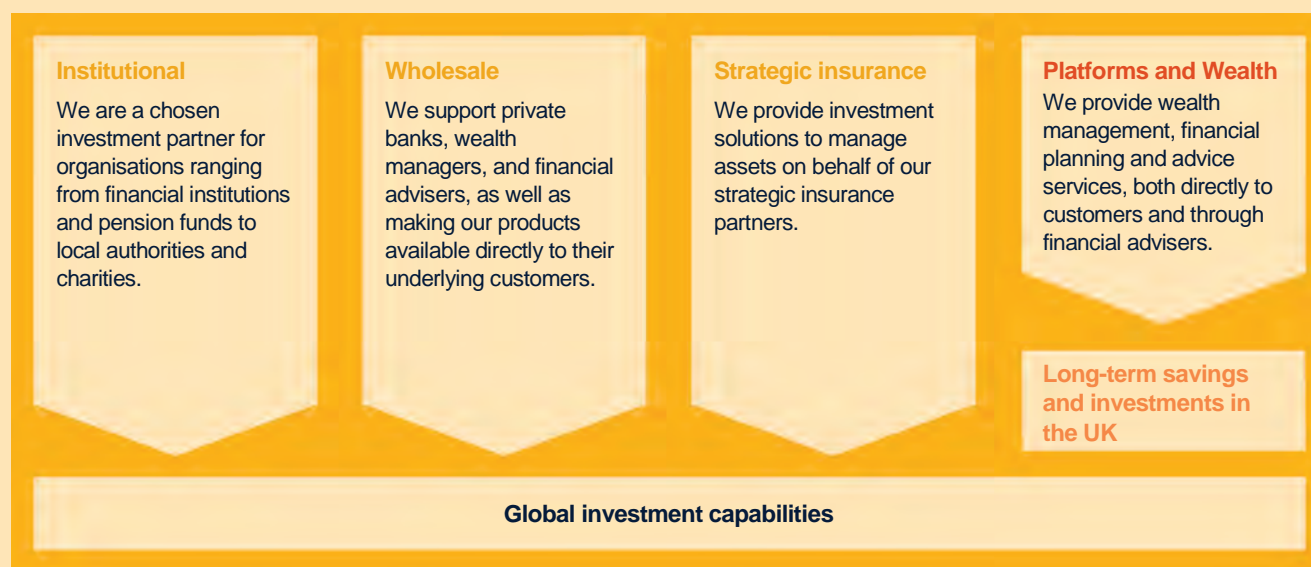 Institutional
We are a chosen
investment partner for
organisations ranging
from financial institutions
and pension funds to
local authorities and
charities.
Wholesale
We support private
banks, wealth
managers, and financial
advisers, as well as
making our products
available directly to their
underlying customers.
Strategic insurance
We provide investment
solutions to manage
assets on behalf of our
strategic insurance
partners.
Platforms and Wealth
We provide wealth
management, financial
planning and advice
services, both directly to
customers and through
financial advisers.
Long-term savings
and investments in
the UK
Global investment capabilities